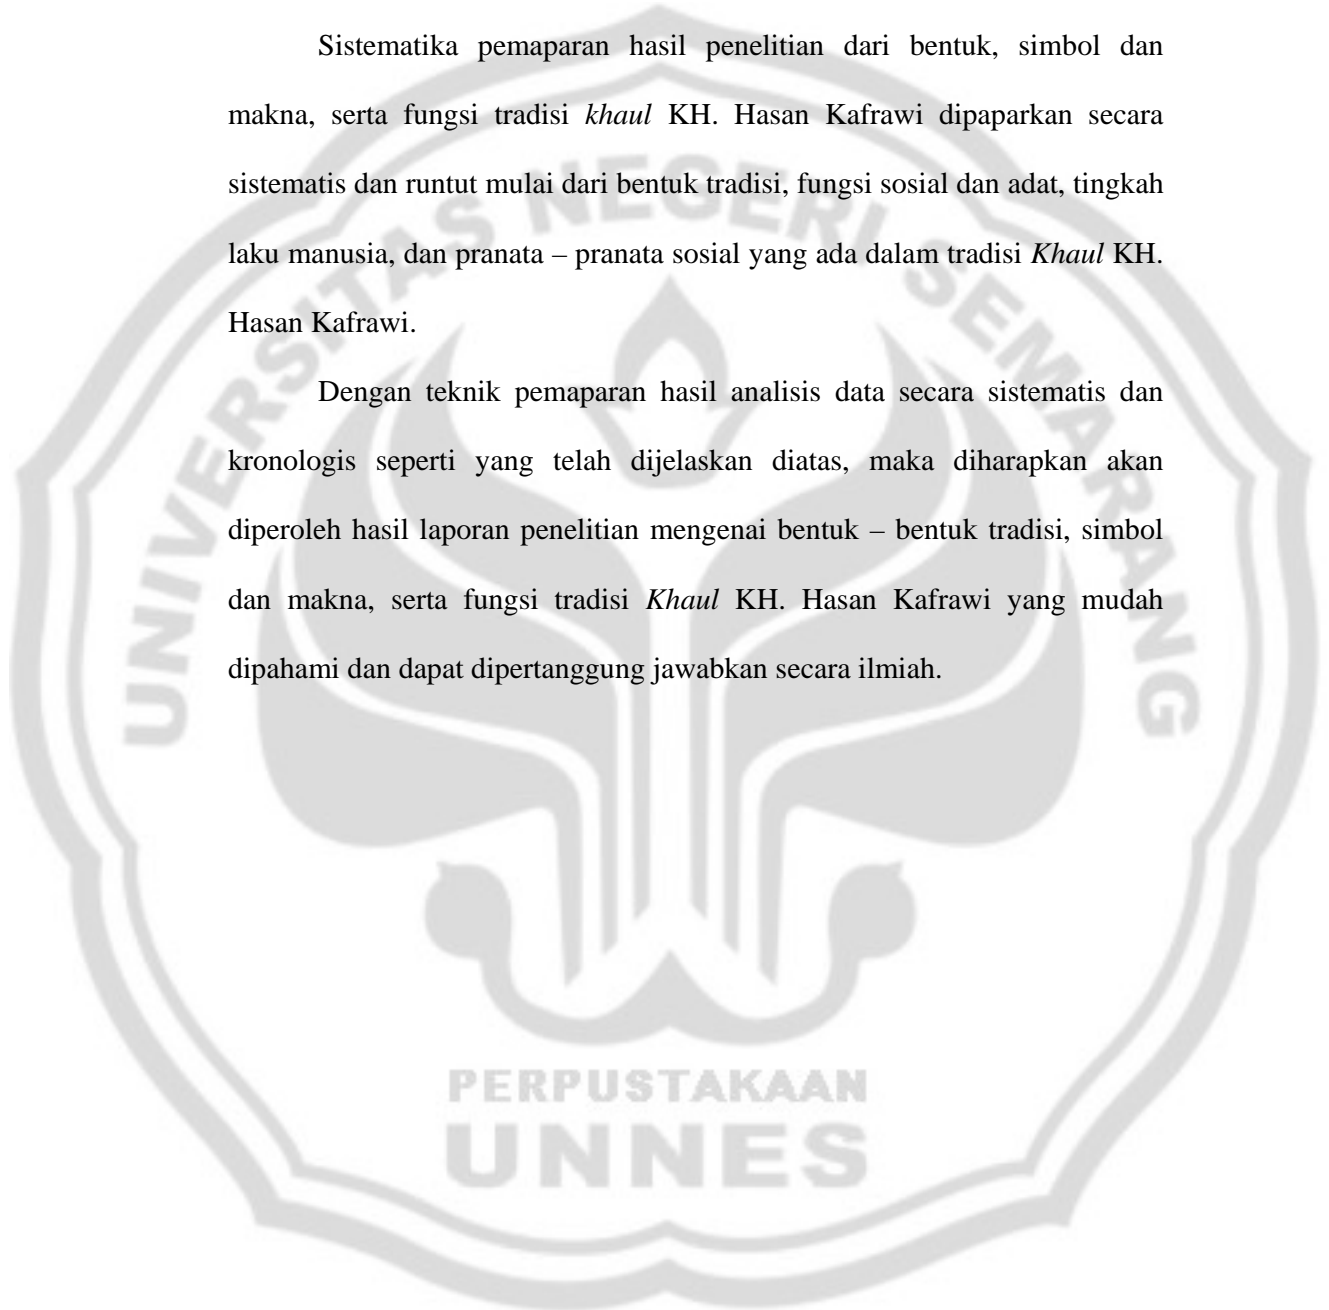 Sistematika pemaparan hasil penelitian dari bentuk, simbol dan
makna, serta fungsi tradisi khaul KH. Hasan Kafrawi dipaparkan secara
sistematis dan runtut mulai dari bentuk tradisi, fungsi sosial dan adat, tingkah
laku manusia, dan pranata – pranata sosial yang ada dalam tradisi Khaul KH.
Hasan Kafrawi.
Dengan teknik pemaparan hasil analisis data secara sistematis dan
kronologis seperti yang telah dijelaskan diatas, maka diharapkan akan
diperoleh hasil laporan penelitian mengenai bentuk – bentuk tradisi, simbol
dan makna, serta fungsi tradisi Khaul KH. Hasan Kafrawi yang mudah
dipahami dan dapat dipertanggung jawabkan secara ilmiah.
UNIVERSITAS NEGERI SEMARANG
PERPUSTAKAAN
UNNES